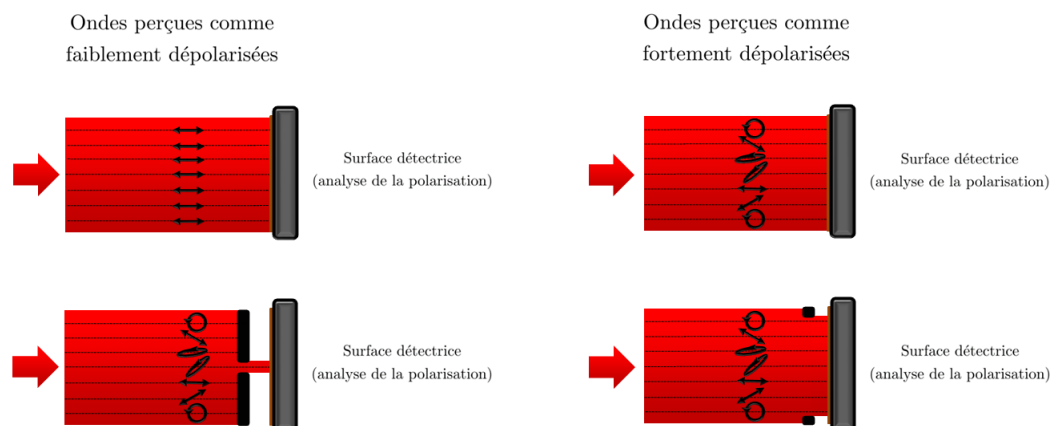 Ondes perçues comme
faiblement dépolarisées
Ondes perçues comme
fortement dépolarisées
Surface détectrice
(analyse de la polarisation)
Surface détectrice
(analyse de la polarisation)
Surface détectrice
(analyse de la polarisation)
Surface détectrice
(analyse de la polarisation)